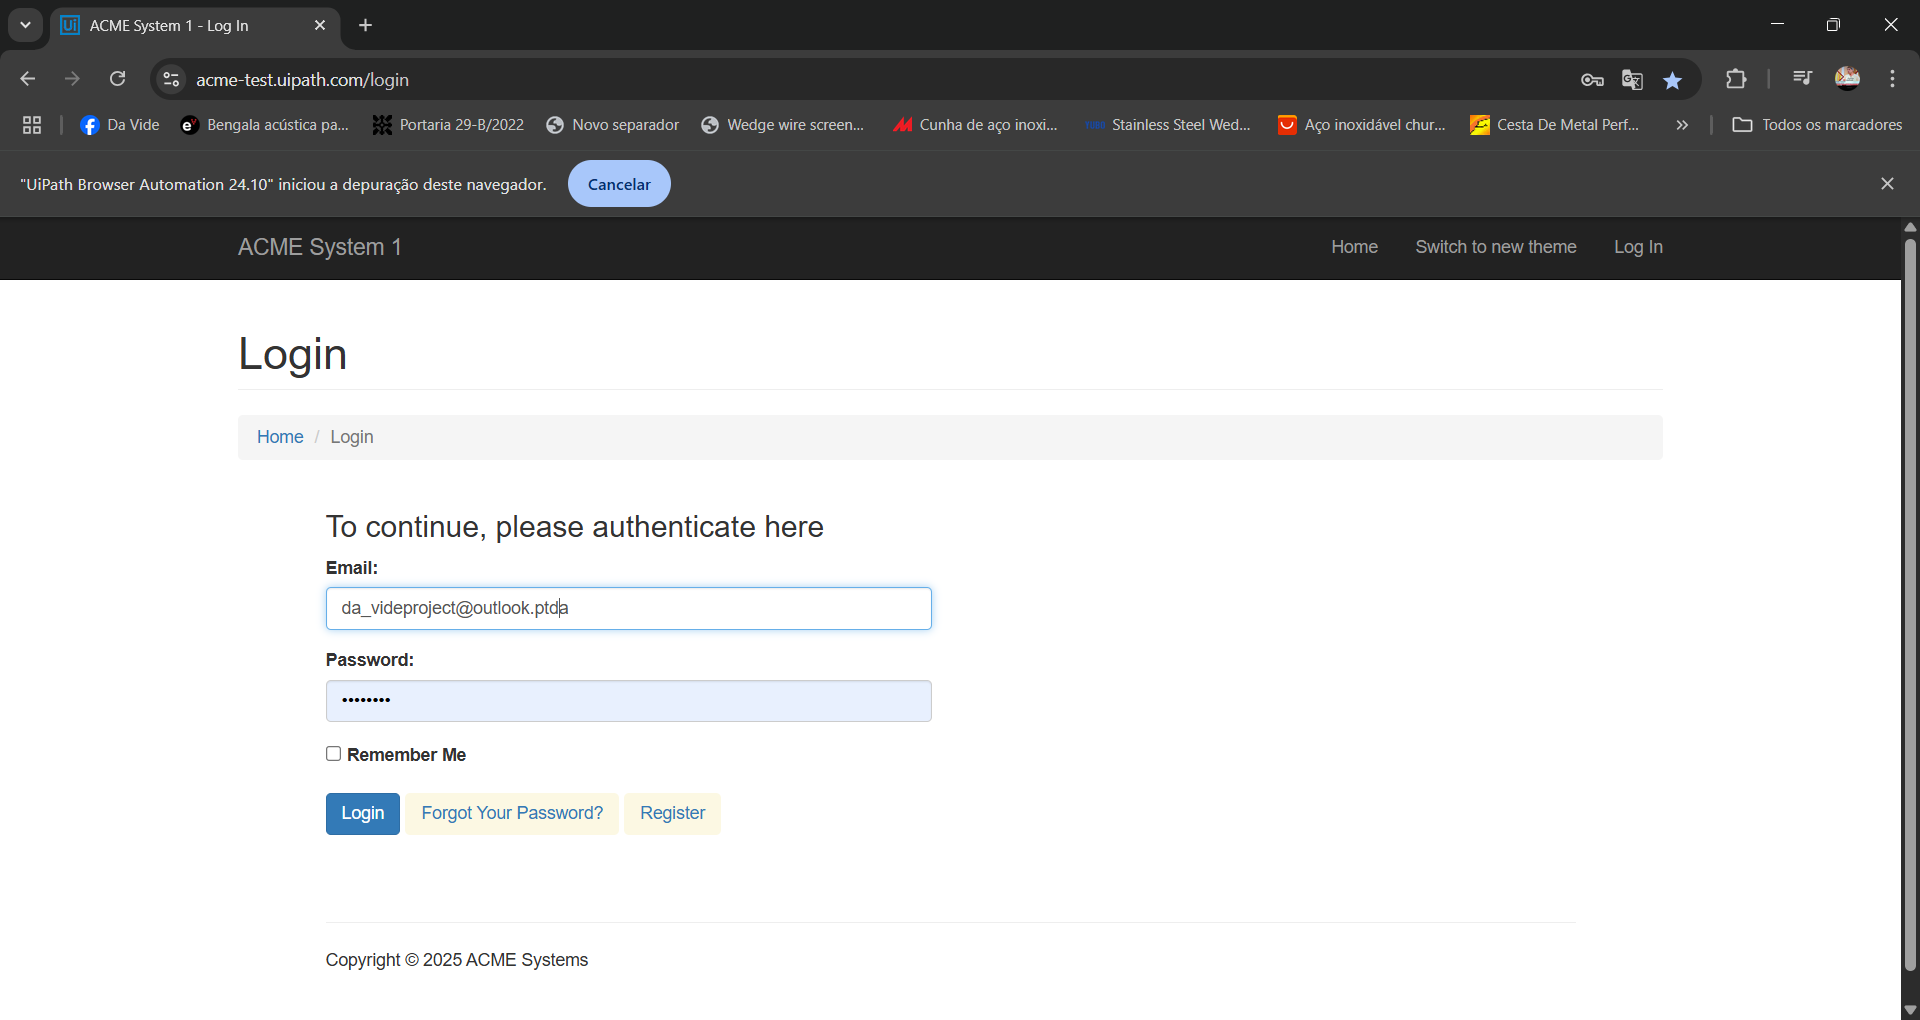 Ui ACME System 1 - Log In
acme-test.uipath.com/login
Da Vide Bengala acústica pa... Portaria 29-B/2022 Novo separador Wedge wire screen... Cunha de aço inoxi... Stainless Steel Wed... Aço inoxidável chur... Cesta De Metal Perf... » Todos os marcadores
"UiPath Browser Automation 24.10" iniciou a depuração deste navegador. Cancelar
ACME System 1 Home Switch to new theme Log In
Login
Home / Login
To continue, please authenticate here
Email:
da_videproject@outlook.ptda
Password:
••••••••
Remember Me
Login Forgot Your Password? Register
Copyright © 2025 ACME Systems